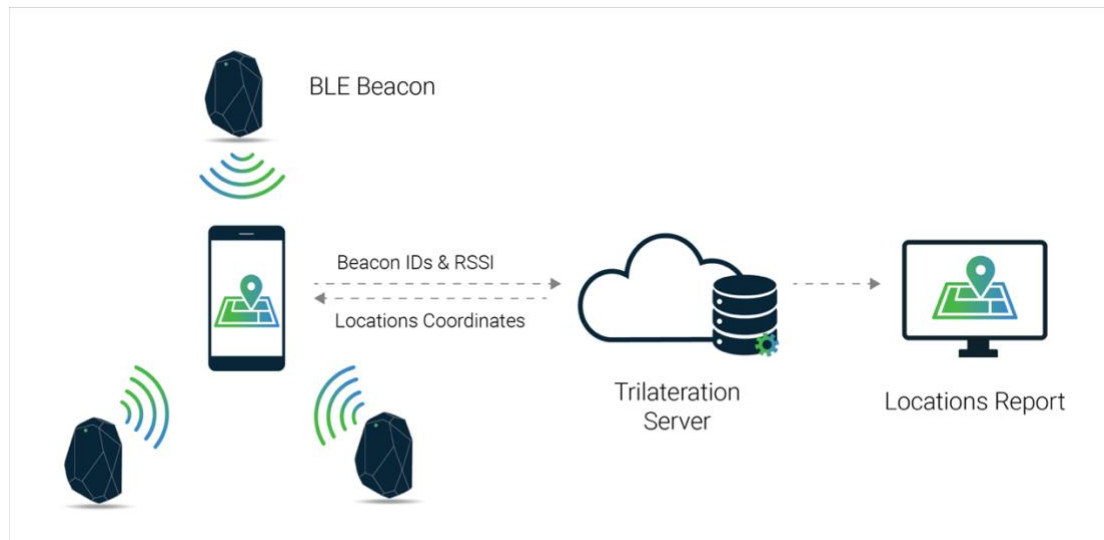 BLE Beacon
Beacon IDs & RSSI
Locations Coordinates
Trilateration
Server
Locations Report